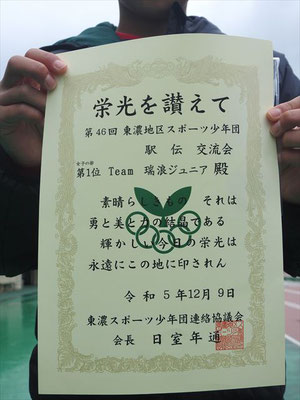 栄光を讃えて
第46回 東濃地区スポーツ少年団
駅伝 交流会
女子の部
第1位 Team 瑞浪ジュニア 殿
素晴らしきもの それは
勇と美と力の結晶である
輝かしい今日の栄光は
永遠にこの地に印されん
令和 5年12月 9日
東濃スポーツ少年団連絡協議会
会長 日室年通